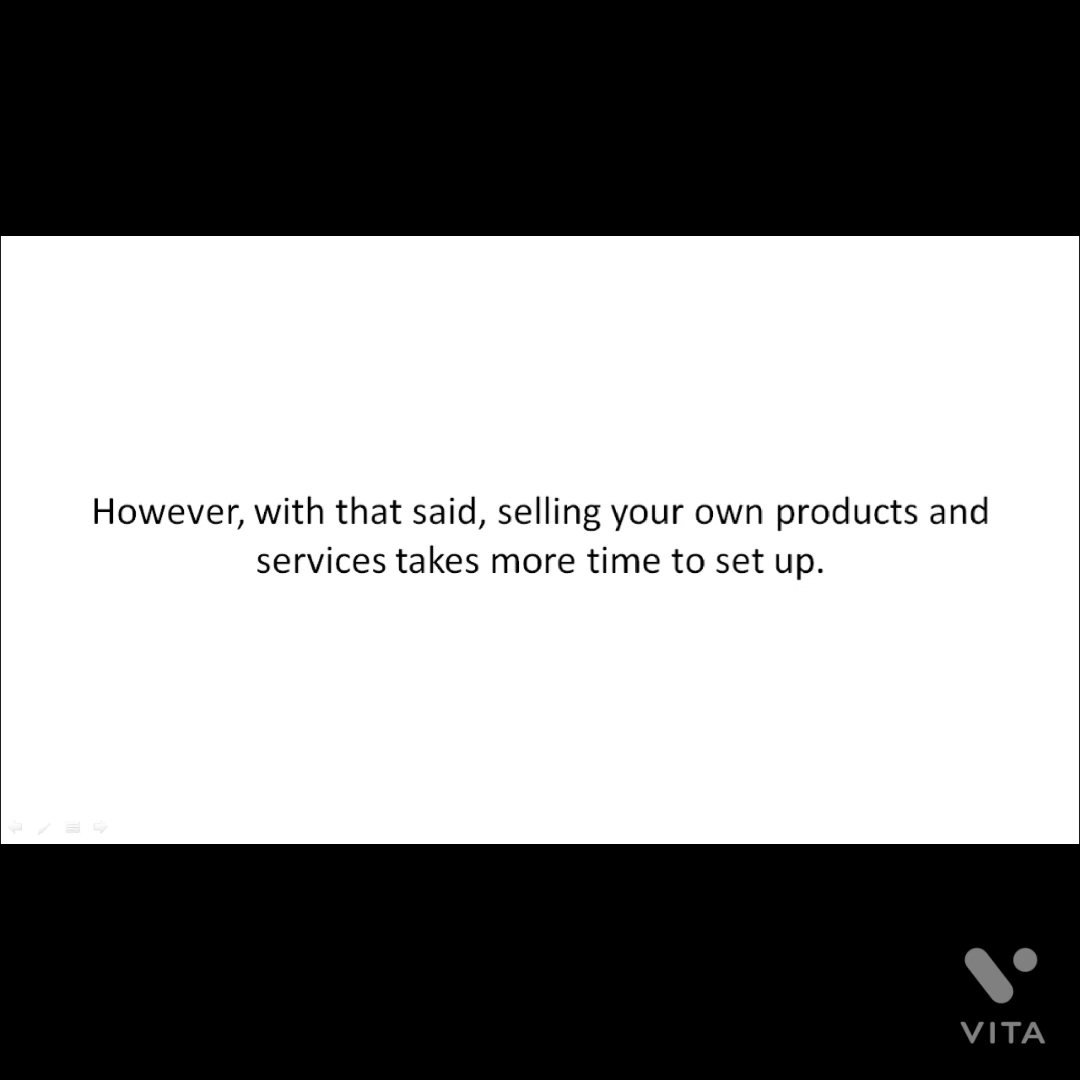 However, with that said, selling your own products and
services takes more time to set up.
VITA